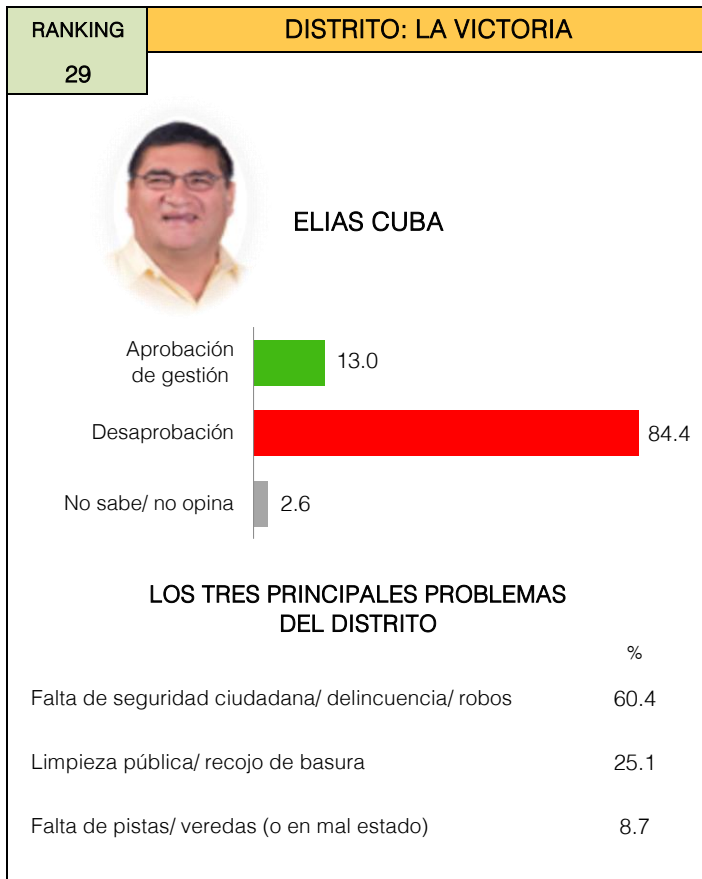 RANKING
29
DISTRITO: LA VICTORIA
ELIAS CUBA
Aprobación
de gestión
13.0
Desaprobación
84.4
No sabe/ no opina
2.6
LOS TRES PRINCIPALES PROBLEMAS
DEL DISTRITO
%
Falta de seguridad ciudadana/ delincuencia/ robos 60.4
Limpieza pública/ recojo de basura 25.1
Falta de pistas/ veredas (o en mal estado) 8.7